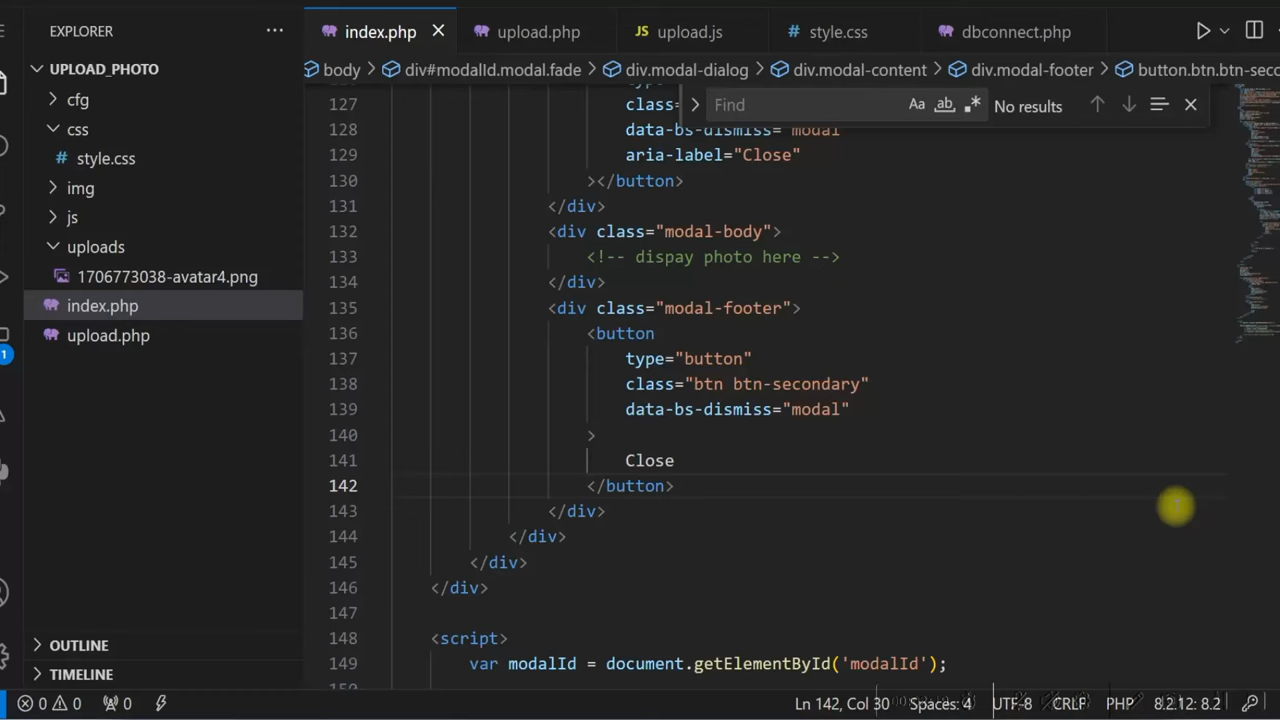 EXPLORER
UPLOAD_PHOTO
cfg
css
# style.css
img
js
uploads
1706773038-avatar4.png
index.php
upload.php
OUTLINE
TIMELINE
1
index.php
upload.php
JS upload.js
# style.css
dbconnect.php
body > div#modalId.modal.fade > div.modal-dialog > div.modal-content > div.modal-footer > button.btn.btn-seco
Find Aa ab No results
127 class=
128 data-bs-dismiss="modal
129 aria-label="Close"
130 ></button>
131 </div>
132 <div class="modal-body">
133 <!-- dispay photo here -->
134 </div>
135 <div class="modal-footer">
136 <button
137 type="button"
138 class="btn btn-secondary"
139 data-bs-dismiss="modal"
140 >
141 Close
142 </button>
143 </div>
144 </div>
145 </div>
146 </div>
147
148 <script>
149 var modalId = document.getElementById('modalId');
0 0 0 Ln 142, Col 30 Spaces: 4 UTF-8 CRLF PHP 8.2.12: 8.2